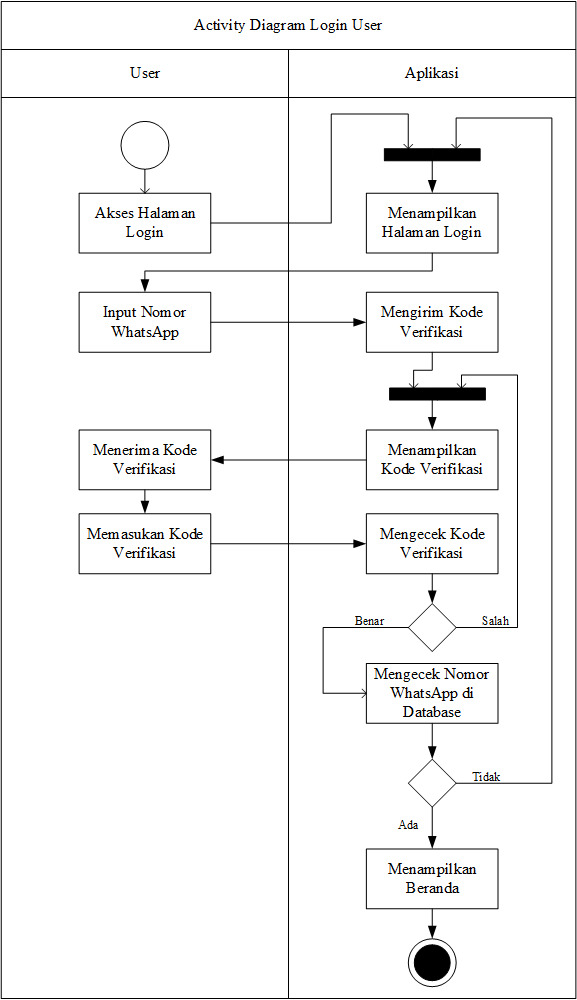 Activity Diagram Login User
User
Aplikasi
Akses Halaman
Login
Menampilkan
Halaman Login
Input Nomor
WhatsApp
Mengirim Kode
Verifikasi
Menerima Kode
Verifikasi
Menampilkan
Kode Verifikasi
Memasukan Kode
Verifikasi
Mengecek Kode
Verifikasi
Benar
Salah
Mengecek Nomor
WhatsApp di
Database
Tidak
Ada
Menampilkan
Beranda